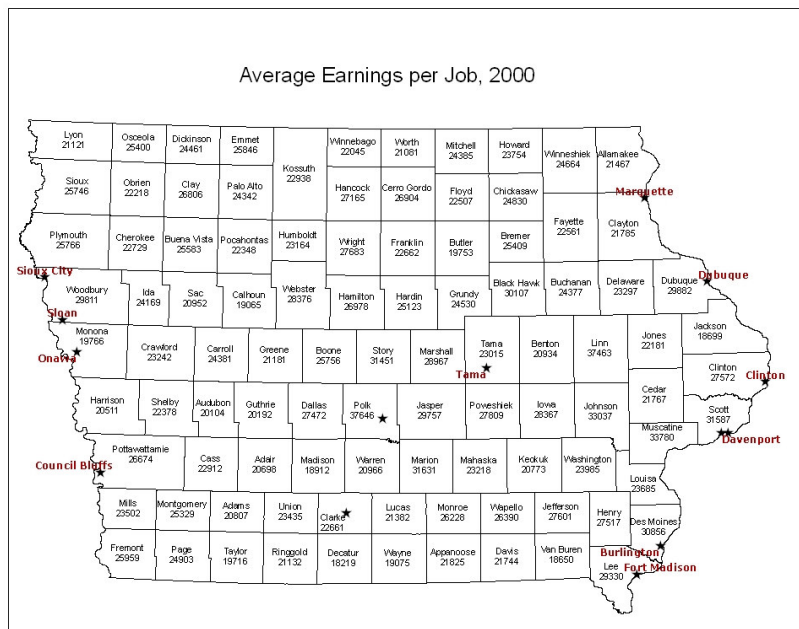 Average Earnings per Job, 2000
Lyon
21121
Osceola
25400
Dickinson
24461
Emmet
25846
Kossuth
22938
Winnebago
22045
Worth
21081
Mitchell
24385
Howard
23754
Winneshiek
24664
Allamakee
21467
Sioux
25746
Obrien
22218
Clay
26806
Palo Alto
24342
Hancock
27165
Cerro Gordo
26904
Floyd
22507
Chickasaw
24830
Marquette
Fayette
22561
Clayton
21785
Plymouth
25766
Cherokee
22729
Buena Vista
25583
Pocahontas
22348
Humboldt
23164
Wright
27683
Franklin
22662
Butler
19753
Bremer
25409
Sioux City
Woodbury
29811
Ida
24169
Sac
20952
Calhoun
19065
Webster
28376
Hamilton
26978
Hardin
25123
Grundy
24530
Black Hawk
30107
Buchanan
24377
Delaware
23297
Dubuque
29882
Dubuque
Sloan
Monona
19766
Onawa
Crawford
23242
Carroll
24381
Greene
21181
Boone
25756
Story
31451
Marshall
28967
Tama
23015
Tama
Benton
20934
Linn
37463
Jones
22181
Jackson
18699
Clinton
27572
Clinton
Harrison
20511
Shelby
22378
Audubon
20104
Guthrie
20192
Dallas
27472
Polk
37646
Jasper
29757
Poweshiek
27809
Iowa
28367
Johnson
33037
Cedar
21767
Scott
31587
Muscatine
33780
Davenport
Pottawattamie
26674
Council Bluffs
Cass
22912
Adair
20698
Madison
18912
Warren
20966
Marion
31631
Mahaska
23218
Keokuk
20773
Washington
23985
Louisa
23685
Mills
23502
Montgomery
25329
Adams
20807
Union
23435
Clarke
22661
Lucas
21382
Monroe
26228
Wapello
26390
Jefferson
27601
Henry
27517
Des Moines
30856
Burlington
Fremont
25959
Page
24903
Taylor
19716
Ringgold
21132
Decatur
18219
Wayne
19075
Appanoose
21825
Davis
21744
Van Buren
18650
Lee
29330
Fort Madison